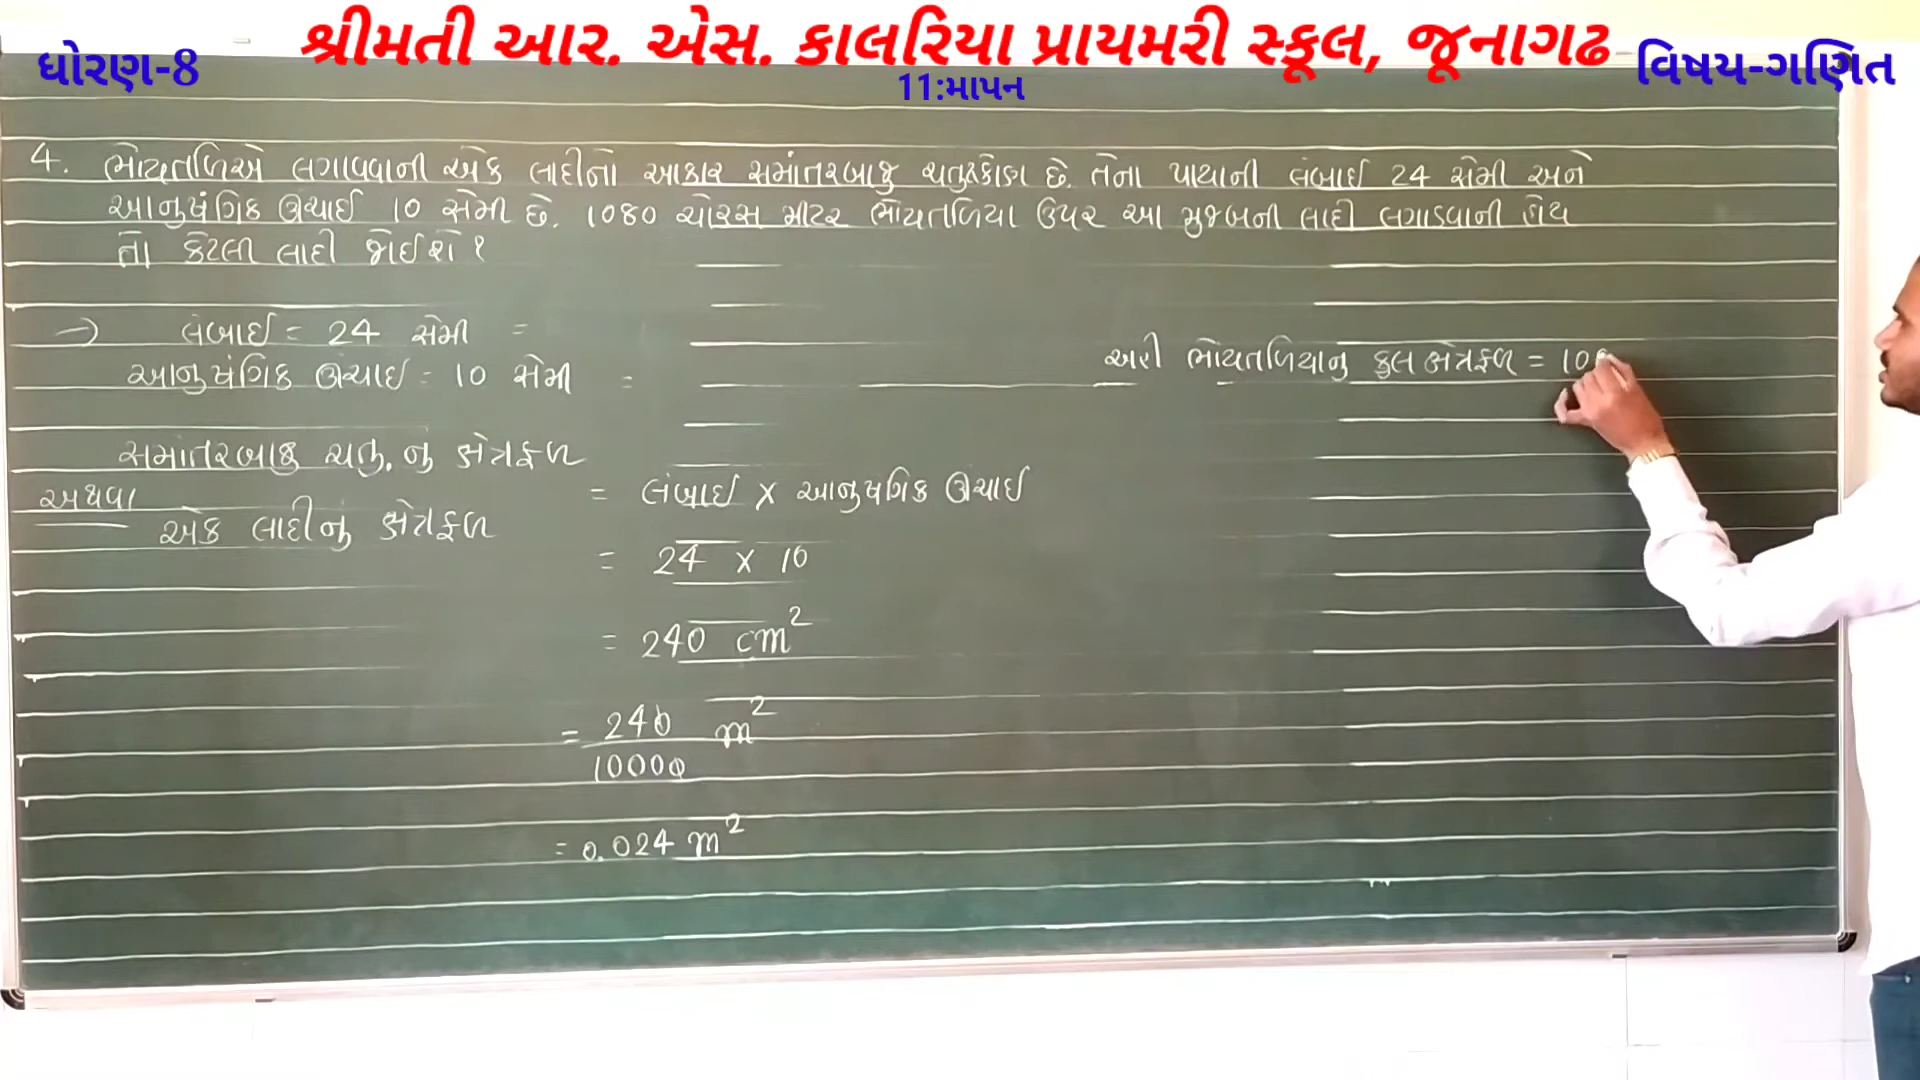 શ્રીમતી આર. એસ. કાલરિયા પ્રાયમરી સ્કૂલ, જૂનાગઢ
ધોરણ-8
11:માપન
વિષય-ગણિત
4. ભોંયતળિએ લગાવવાની એક લાદીનો આકાર સમાંતરબાજુ ચતુષ્કોણ છે. તેના પાયાની લંબાઈ 24 સેમી અને
આનુષંગિક ઊંચાઈ 10 સેમી છે. 1080 ચોરસ મીટર ભોંયતળિયા ઉપર આ મુજબની લાદી લગાડવાની હોય
તો કેટલી લાદી જોઈશે ?
→ લંબાઈ = 24 સેમી =
આનુષંગિક ઊંચાઈ = 10 સેમી =
સમાંતરબાજુ ચતુ. નું ક્ષેત્રફળ
અથવા
એક લાદીનું ક્ષેત્રફળ
= લંબાઈ x આનુષંગિક ઊંચાઈ
= 24 x 10
= 240 cm²
= 240/10000 m²
= 0.024 m²
ભોંયતળિયાનુ કુલ ક્ષેત્રફળ = 108